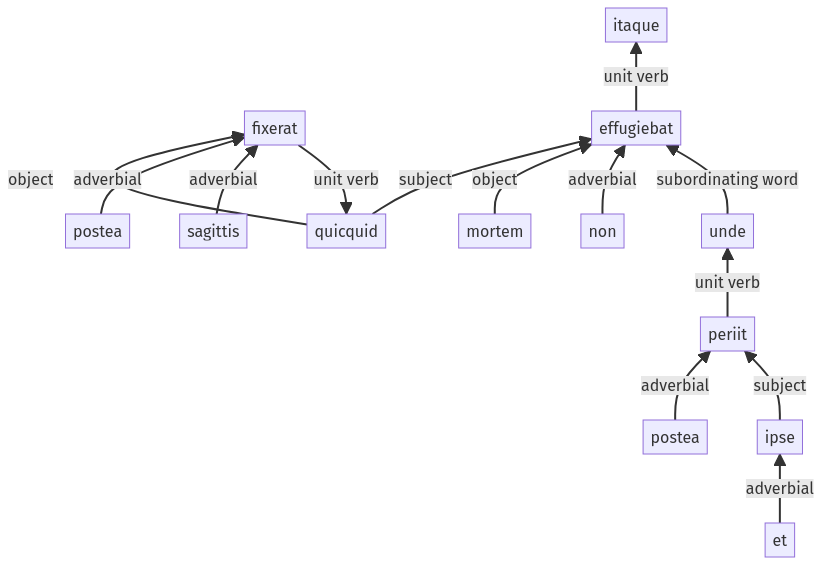 itaque
unit verb
fixerat
effugiebat
object
adverbial
adverbial
unit verb
subject
object
adverbial
subordinating word
postea
sagittis
quicquid
mortem
non
unde
unit verb
periit
adverbial
subject
postea
ipse
adverbial
et